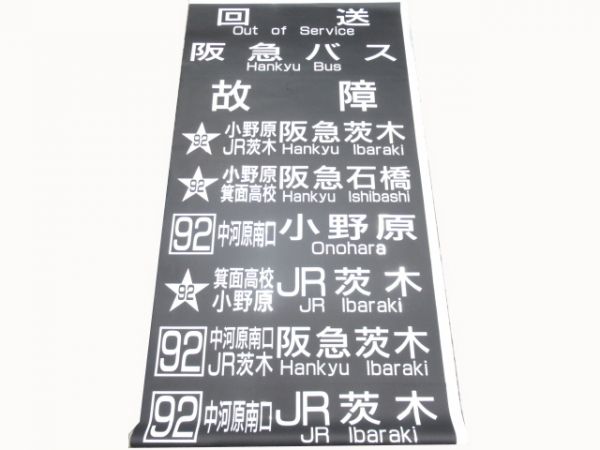 回 送
Out of Service
阪急バス
Hankyu Bus
故 障
92 小野原 JR茨木 阪急茨木
Hankyu Ibaraki
92 小野原 箕面高校 阪急石橋
Hankyu Ishibashi
92 中河原南口 小野原
Onohara
92 箕面高校 小野原 JR茨木
JR Ibaraki
92 中河原南口 JR茨木 阪急茨木
Hankyu Ibaraki
92 中河原南口 JR茨木
JR Ibaraki